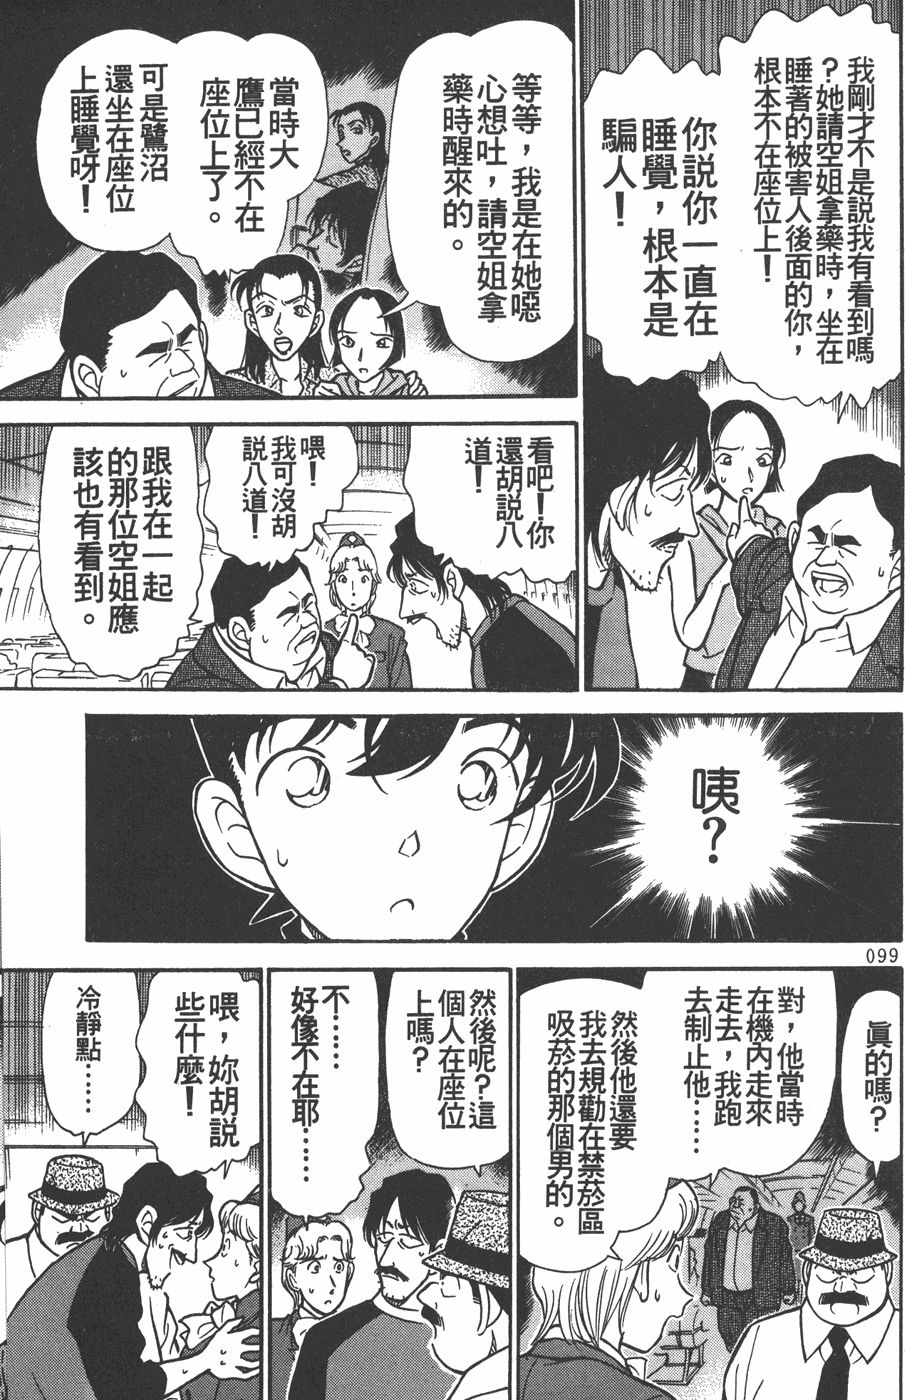 我剛才不是說我有看到嗎
？她請空姐拿藥時，坐在
睡著的被害人後面的你，
根本不在座位上！
你說你一直在
睡覺，根本是
騙人！
等等，我是在她噁
心想吐，請空姐拿
藥時醒來的。
當時大
鷹已經不在
座位上了。
可是鷺沼
還坐在座位
上睡覺呀！
看吧！你
還胡說八
道！
喂！
我可沒胡
說八道！
跟我在一起
的那位空姐應
該也有看到。
咦？
099
真的嗎？
對，他當時
在機內走來
走去，我跑
去制止他……
然後他還要
我去規勸在禁菸區
吸菸的那個男的。
然後呢？這
個人在座位
上嗎？
不……
好像不在耶……
喂，妳胡說
些什麼！
冷靜點……